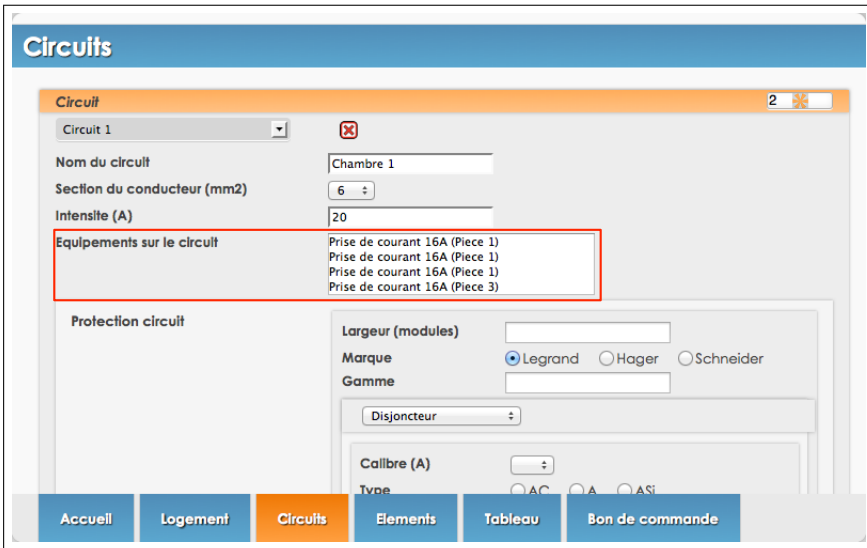 Circuits
Circuit
2
Circuit 1
Nom du circuit
Chambre 1
Section du conducteur (mm2)
6
Intensite (A)
20
Equipements sur le circuit
Prise de courant 16A (Piece 1)
Prise de courant 16A (Piece 1)
Prise de courant 16A (Piece 1)
Prise de courant 16A (Piece 3)
Protection circuit
Largeur (modules)
Marque
Legrand Hager Schneider
Gamme
Disjoncteur
Calibre (A)
Type
AC A ASi
Accueil Logement Circuits Elements Tableau Bon de commande